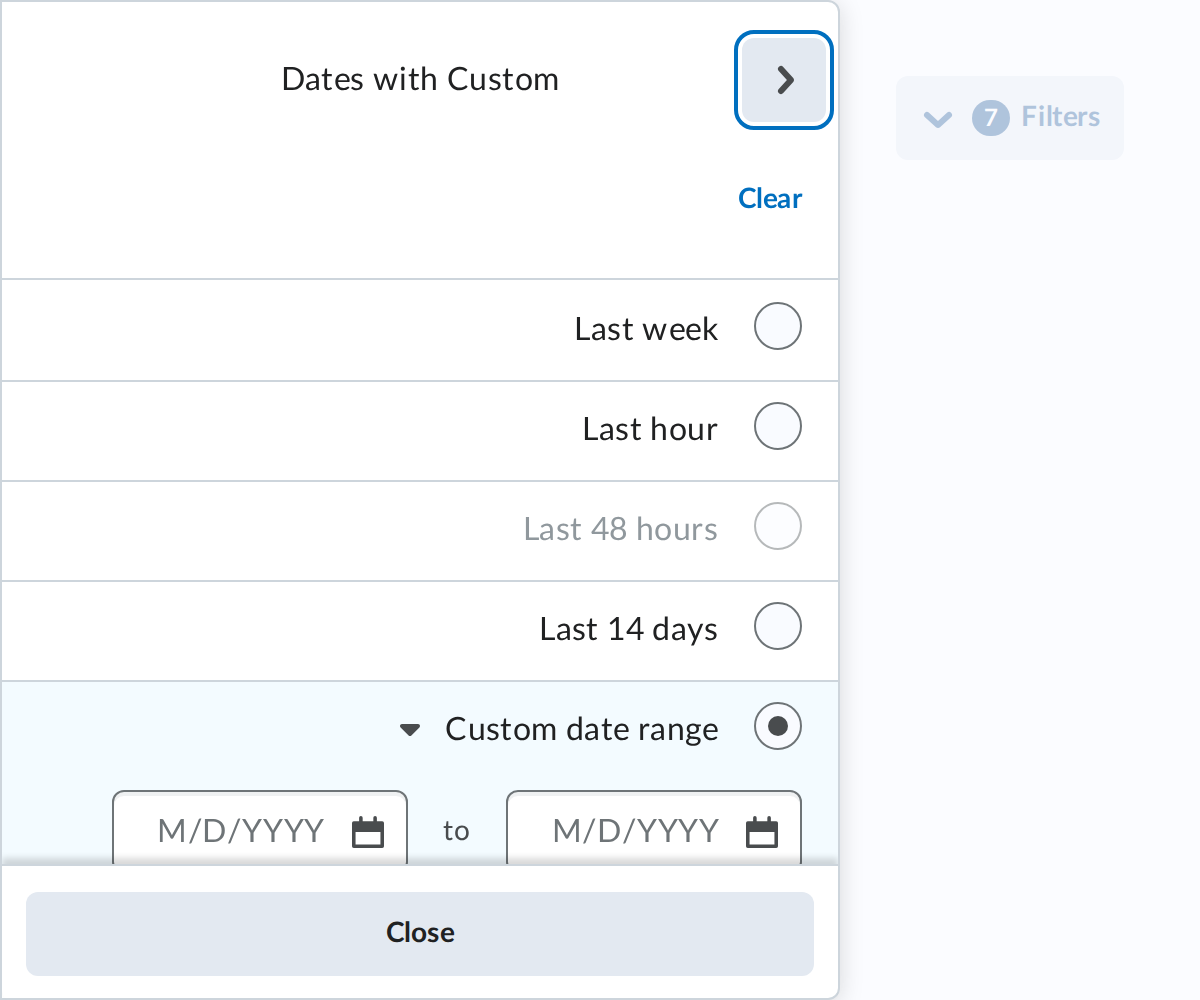 Dates with Custom
7 Filters
Clear
Last week
Last hour
Last 48 hours
Last 14 days
Custom date range
M/D/YYYY to M/D/YYYY
Close